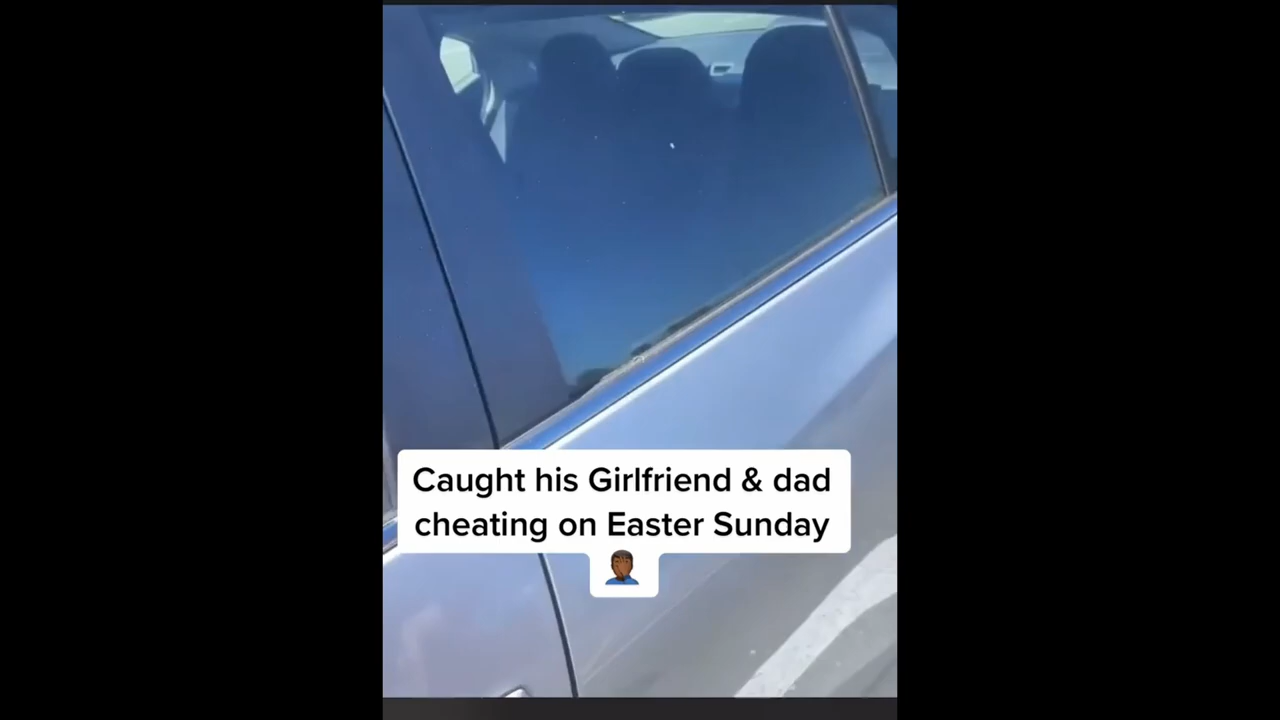 Caught his Girlfriend & dad
cheating on Easter Sunday
🤦🏾‍♂️